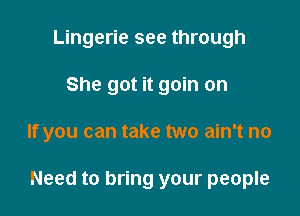 Lingerie see through
She got it goin on
If you can take two ain't no
Need to bring your people